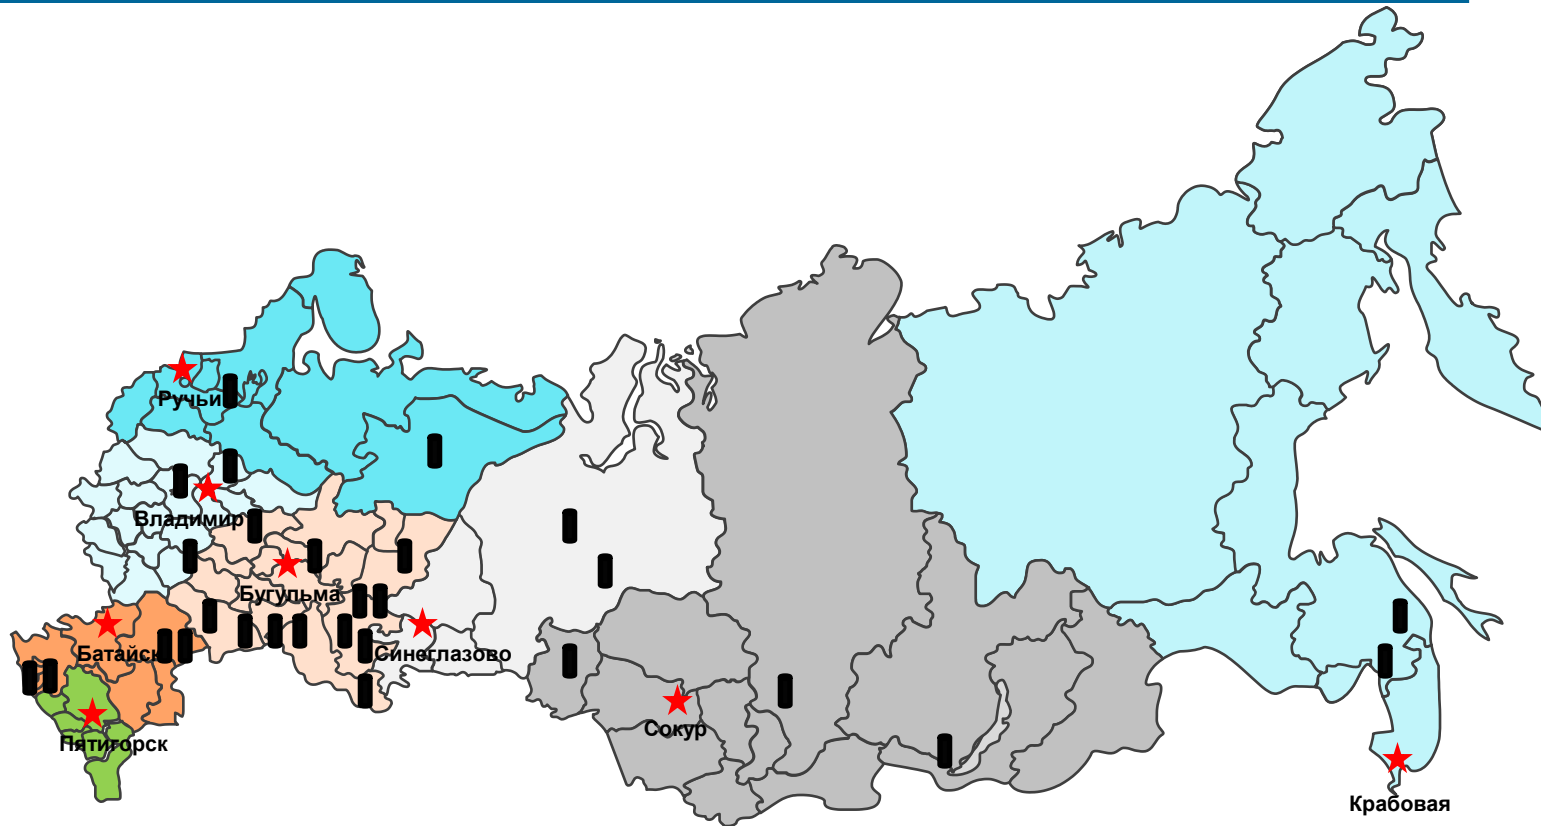 Ручьи
Владимир
Бугульма
Батайск
Синеглазово
Пятигорск
Сокур
Крабовая